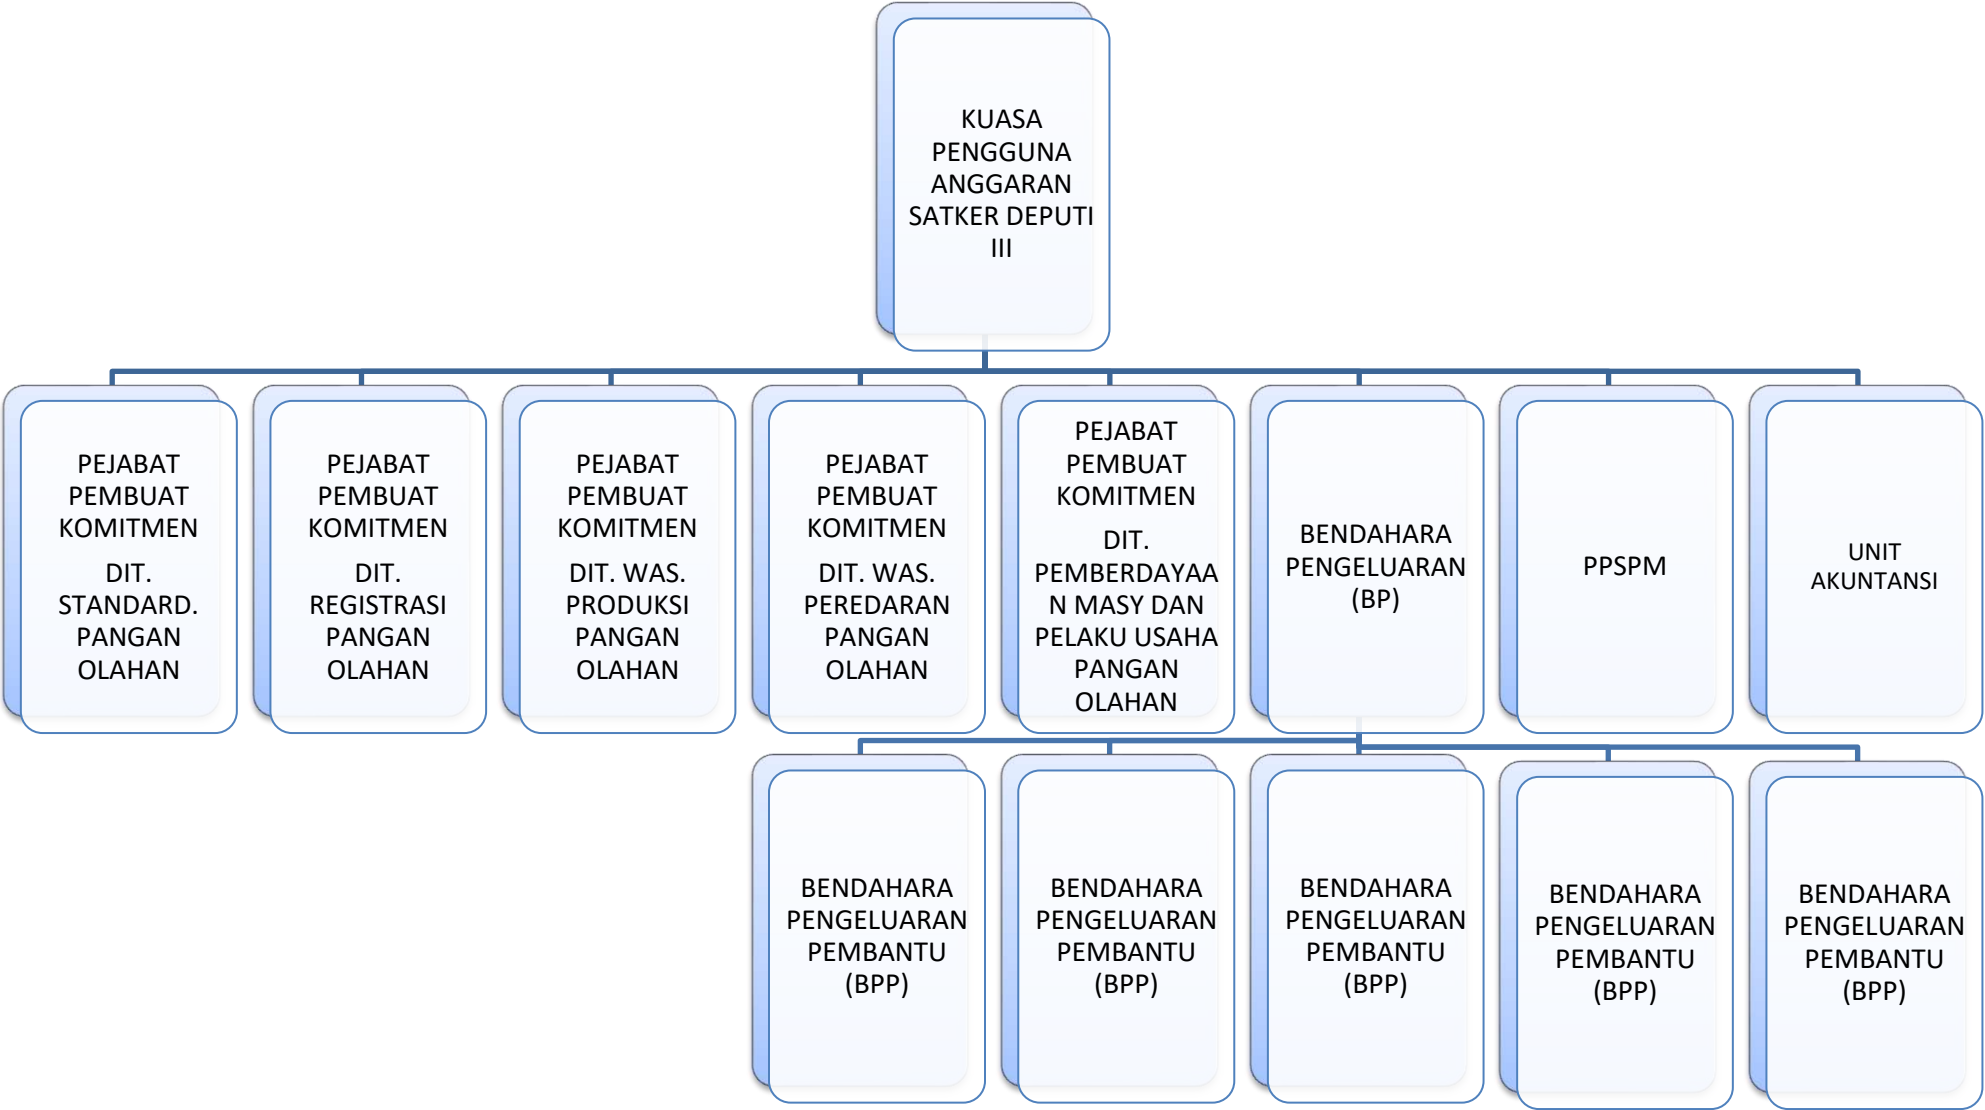 KUASA
PENGGUNA
ANGGARAN
SATKER DEPUTI
III
PEJABAT
PEMBUAT
KOMITMEN
DIT.
STANDARD.
PANGAN
OLAHAN
PEJABAT
PEMBUAT
KOMITMEN
DIT.
REGISTRASI
PANGAN
OLAHAN
PEJABAT
PEMBUAT
KOMITMEN
DIT. WAS.
PRODUKSI
PANGAN
OLAHAN
PEJABAT
PEMBUAT
KOMITMEN
DIT. WAS.
PEREDARAN
PANGAN
OLAHAN
PEJABAT
PEMBUAT
KOMITMEN
DIT.
PEMBERDAYAA
N MASY DAN
PELAKU USAHA
PANGAN
OLAHAN
BENDAHARA
PENGELUARAN
(BP)
PPSPM
UNIT
AKUNTANSI
BENDAHARA
PENGELUARAN
PEMBANTU
(BPP)
BENDAHARA
PENGELUARAN
PEMBANTU
(BPP)
BENDAHARA
PENGELUARAN
PEMBANTU
(BPP)
BENDAHARA
PENGELUARAN
PEMBANTU
(BPP)
BENDAHARA
PENGELUARAN
PEMBANTU
(BPP)